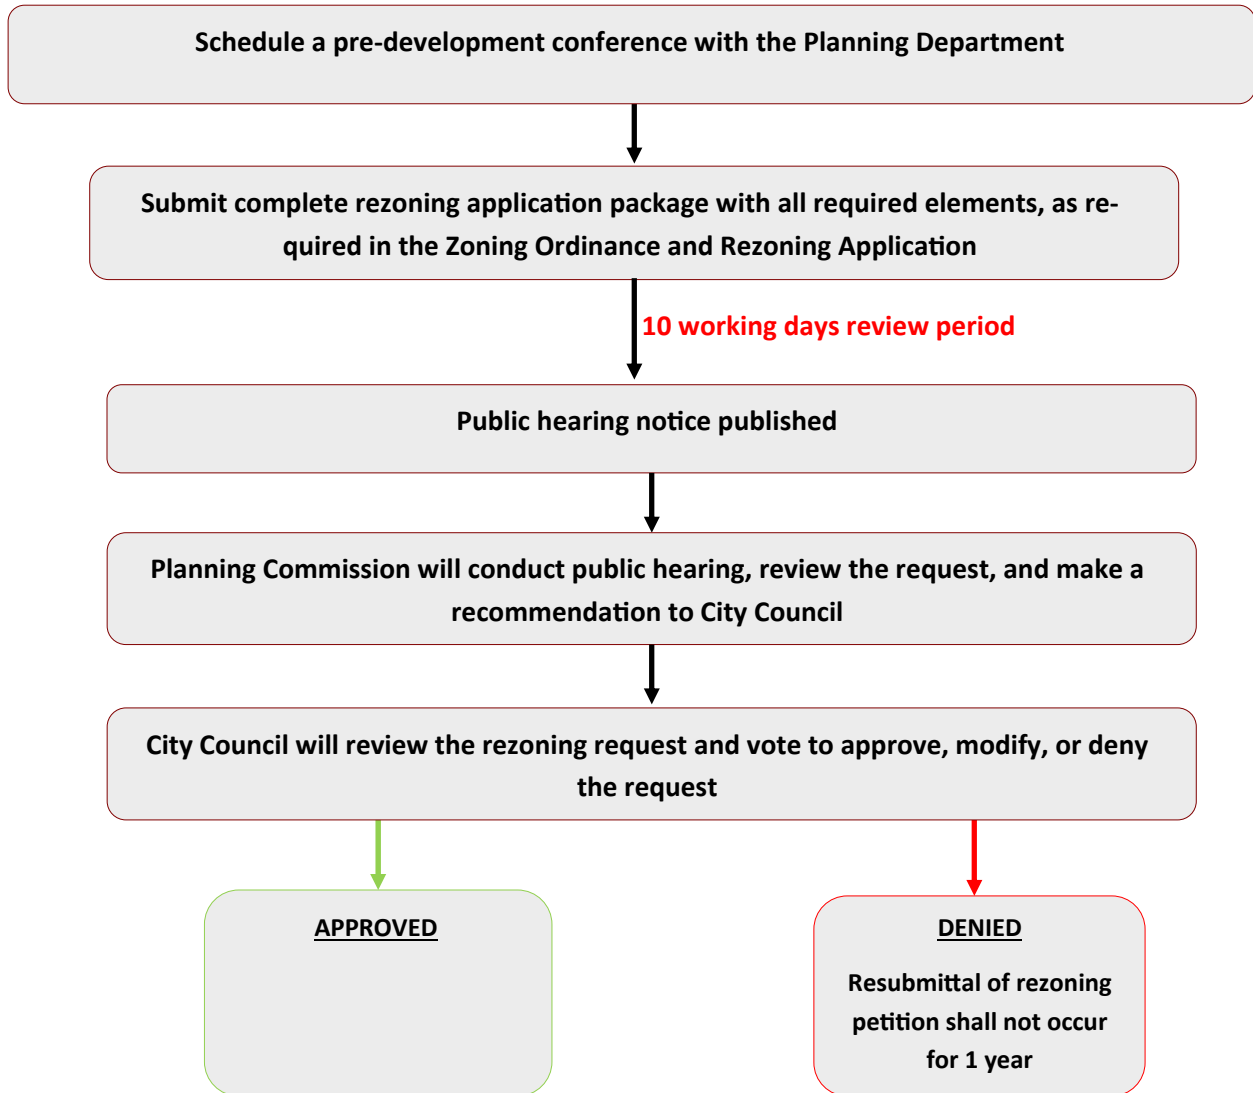 Schedule a pre-development conference with the Planning Department
Submit complete rezoning application package with all required elements, as re-
quired in the Zoning Ordinance and Rezoning Application
10 working days review period
Public hearing notice published
Planning Commission will conduct public hearing, review the request, and make a
recommendation to City Council
City Council will review the rezoning request and vote to approve, modify, or deny
the request
APPROVED
DENIED
Resubmittal of rezoning
petition shall not occur
for 1 year